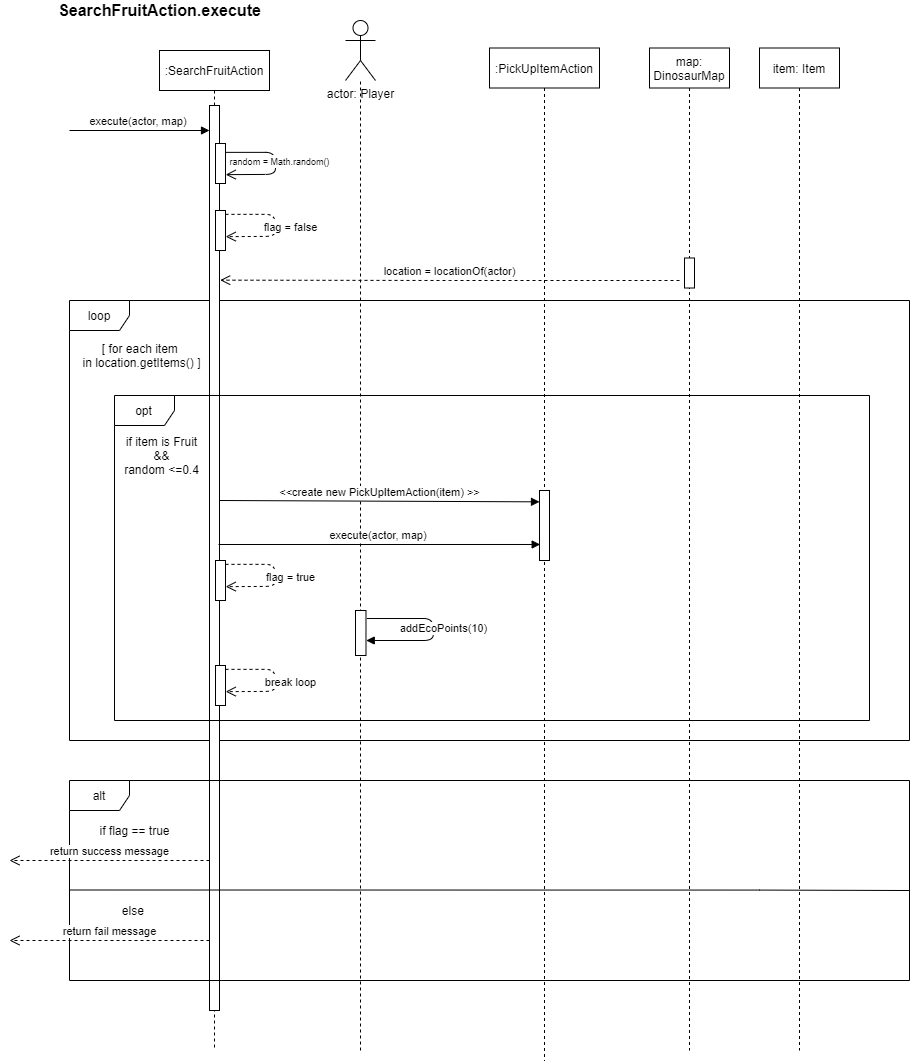 SearchFruitAction.execute
:SearchFruitAction
actor: Player
:PickUpItemAction
map:
DinosaurMap
item: Item
execute(actor, map)
random = Math.random()
flag = false
location = locationOf(actor)
loop
[ for each item
in location.getItems() ]
opt
if item is Fruit
&&
random <=0.4
<<create new PickUpItemAction(item) >>
execute(actor, map)
flag = true
addEcoPoints(10)
break loop
alt
if flag == true
return success message
else
return fail message